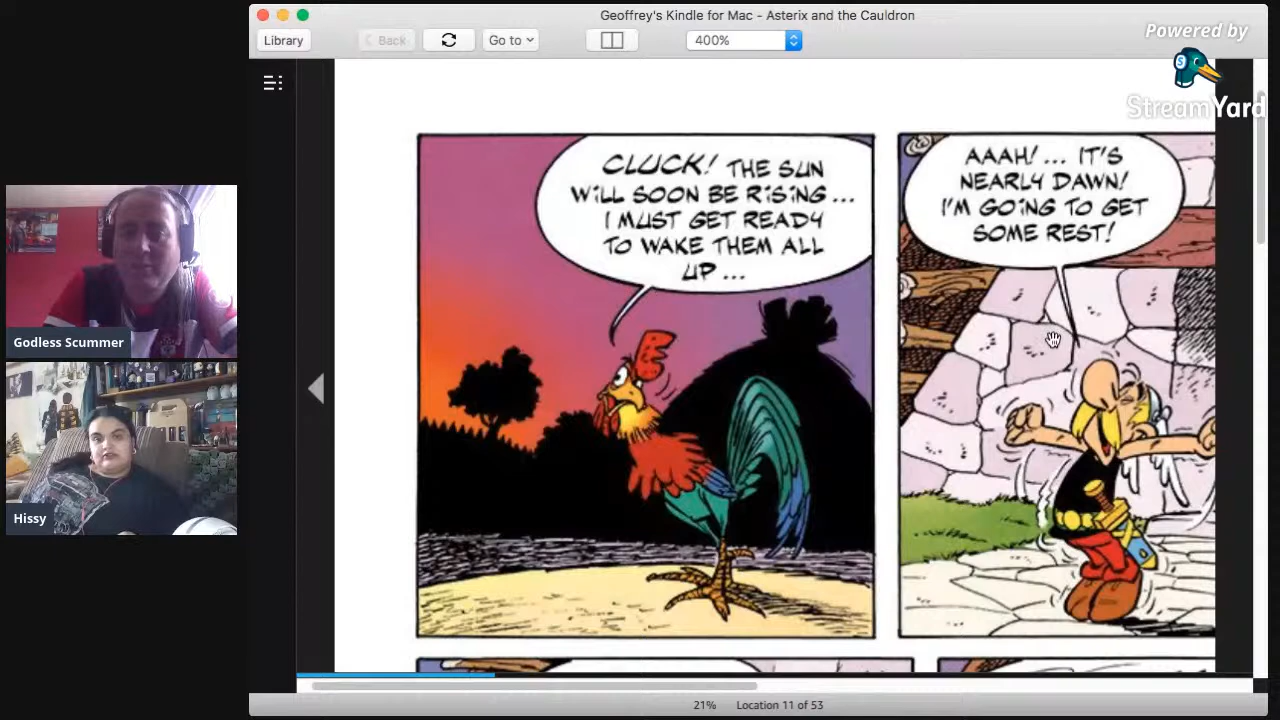 Geoffrey's Kindle for Mac - Asterix and the Cauldron
Library
Back
Go to
400%
Powered by
StreamYard
CLUCK! THE SUN
WILL SOON BE RISING...
I MUST GET READY
TO WAKE THEM ALL
UP...
AAAH!... IT'S
NEARLY DAWN!
I'M GOING TO GET
SOME REST!
Godless Scummer
Hissy
21%
Location 11 of 53